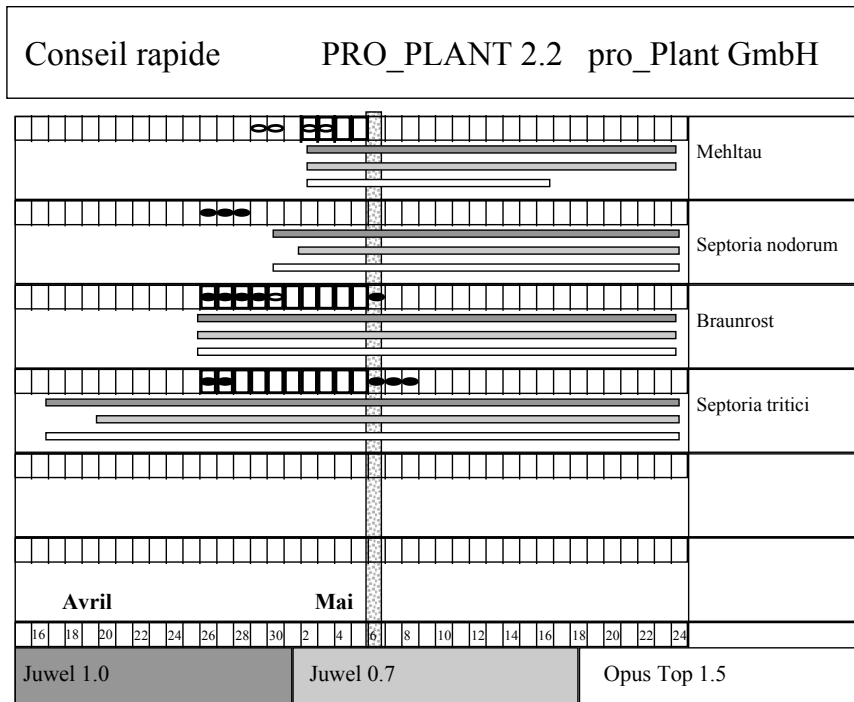 Conseil rapide PRO_PLANT 2.2 pro_Plant GmbH
Mehltau
Septoria nodorum
Braunrost
Septoria tritici
Avril Mai
16 18 20 22 24 26 28 30 2 4 6 8 10 12 14 16 18 20 22 24
Juwel 1.0 Juwel 0.7 Opus Top 1.5